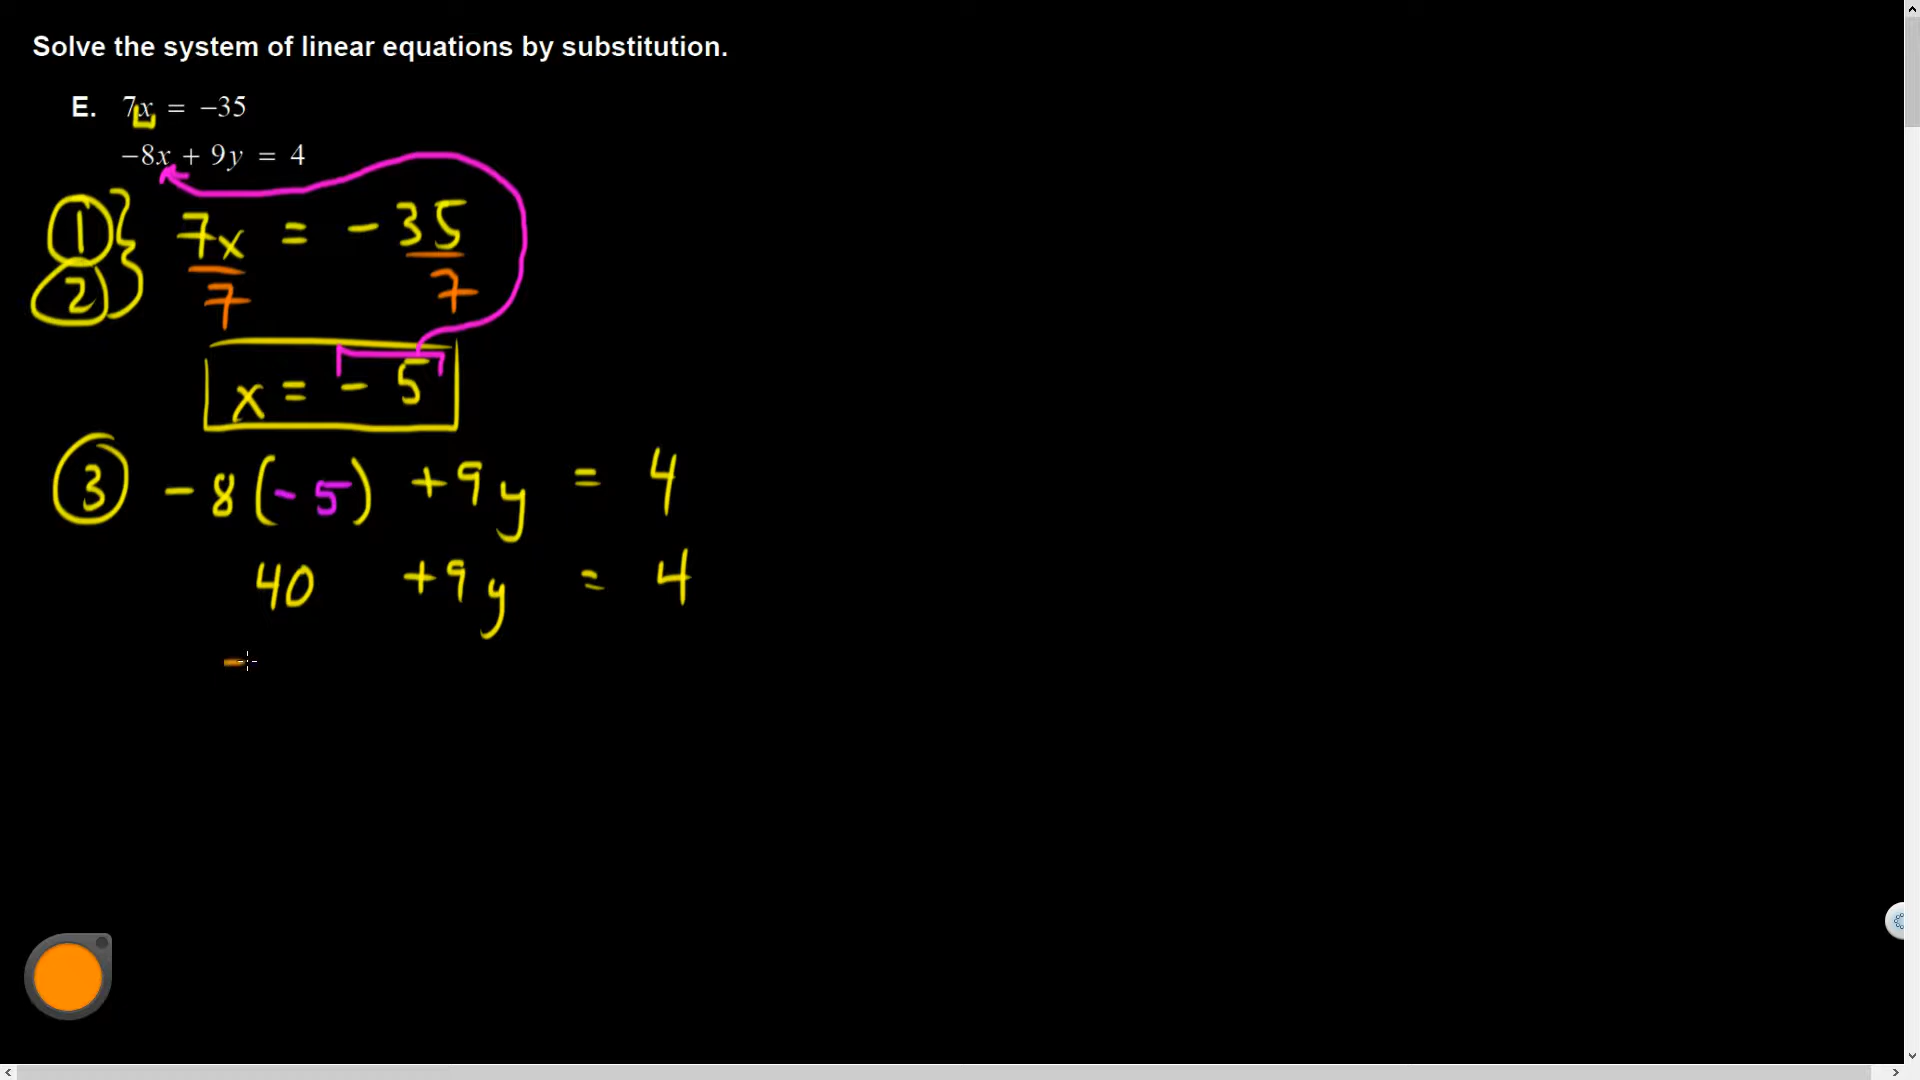 Solve the system of linear equations by substitution.
E. 7x = −35
−8x + 9y = 4
① 7x = - 35
② 7 7
x = - 5
③ - 8 (- 5) + 9y = 4
40 + 9y = 4
-